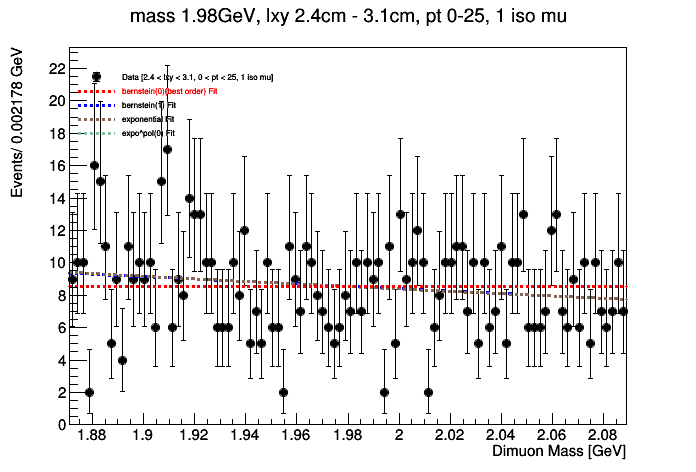 mass 1.98GeV, lxy 2.4cm - 3.1cm, pt 0-25, 1 iso mu
Events/ 0.002178 GeV
Data [2.4 < lxy < 3.1, 0 < pt < 25, 1 iso mu]
bernstein(0)(best order) Fit
bernstein(1) Fit
exponential Fit
expo*pol(0) Fit
22
20
18
16
14
12
10
8
6
4
2
0
1.88 1.9 1.92 1.94 1.96 1.98 2 2.02 2.04 2.06 2.08
Dimuon Mass [GeV]